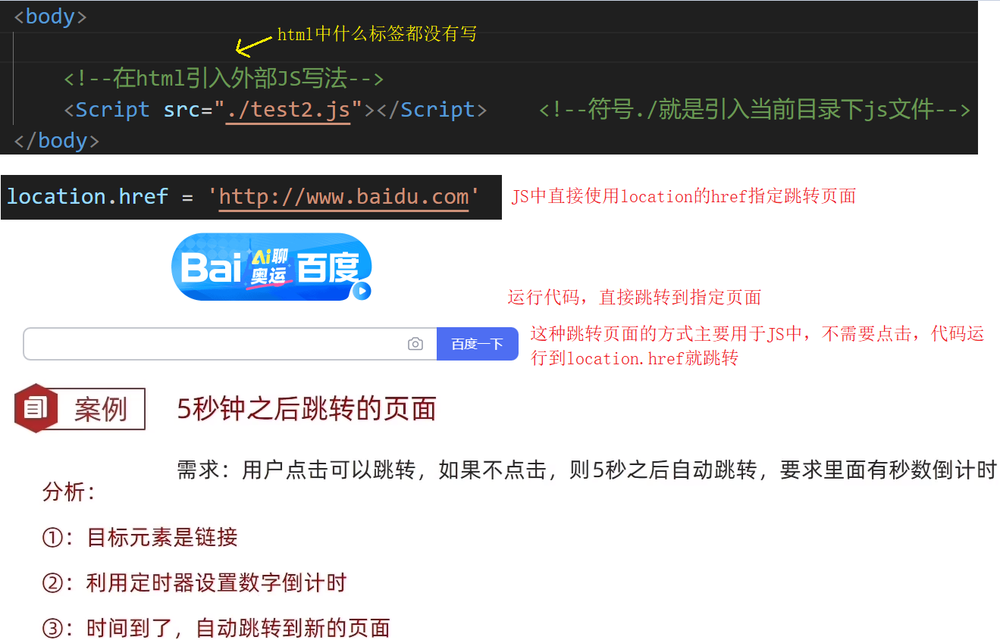 <body>
html中什么标签都没有写
<!--在html引入外部JS写法-->
<Script src="./test2.js"></Script> <!--符号./就是引入当前目录下js文件-->
</body>
location.href = 'http://www.baidu.com'
JS中直接使用location的href指定跳转页面
Bai Ai聊奥运 百度
运行代码，直接跳转到指定页面
百度一下
这种跳转页面的方式主要用于JS中，不需要点击，代码运
行到location.href就跳转
案例
5秒钟之后跳转的页面
需求：用户点击可以跳转，如果不点击，则5秒之后自动跳转，要求里面有秒数倒计时
分析：
①：目标元素是链接
②：利用定时器设置数字倒计时
③：时间到了，自动跳转到新的页面